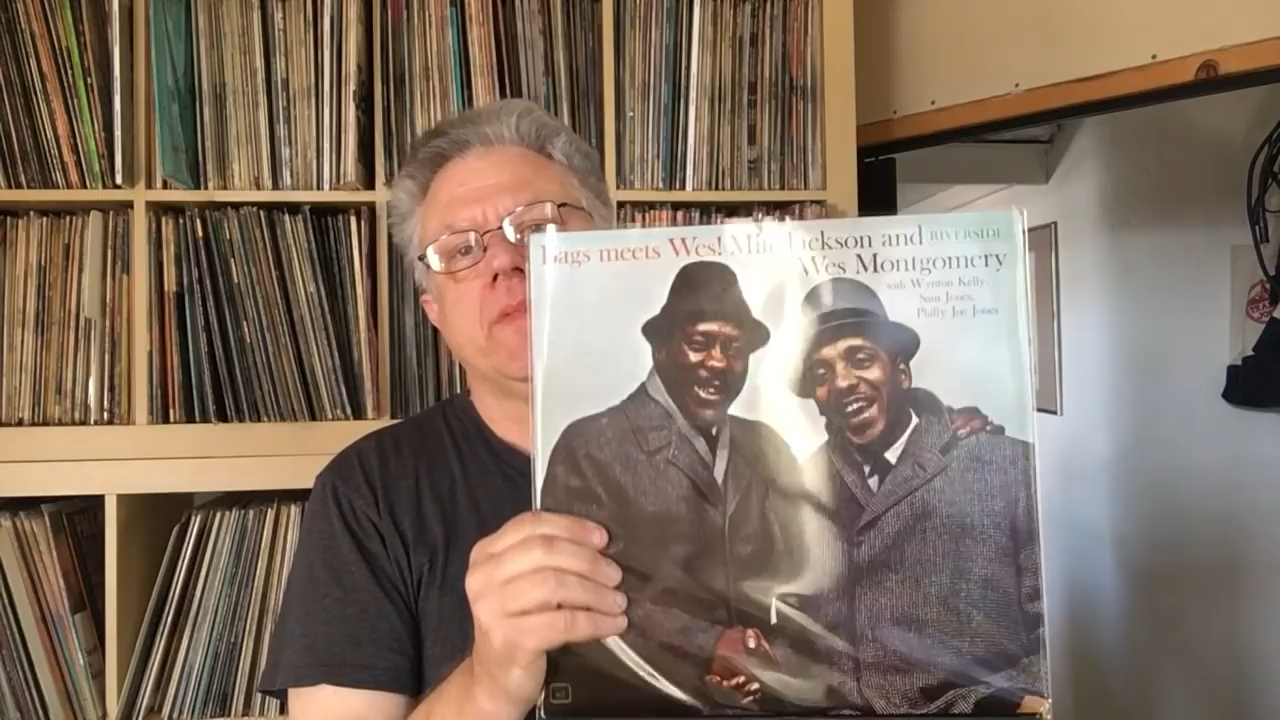 Bags meets Wes! Milt Jackson and RIVERSIDE
Wes Montgomery
with Wynton Kelly,
Sam Jones,
Philly Joe Jones